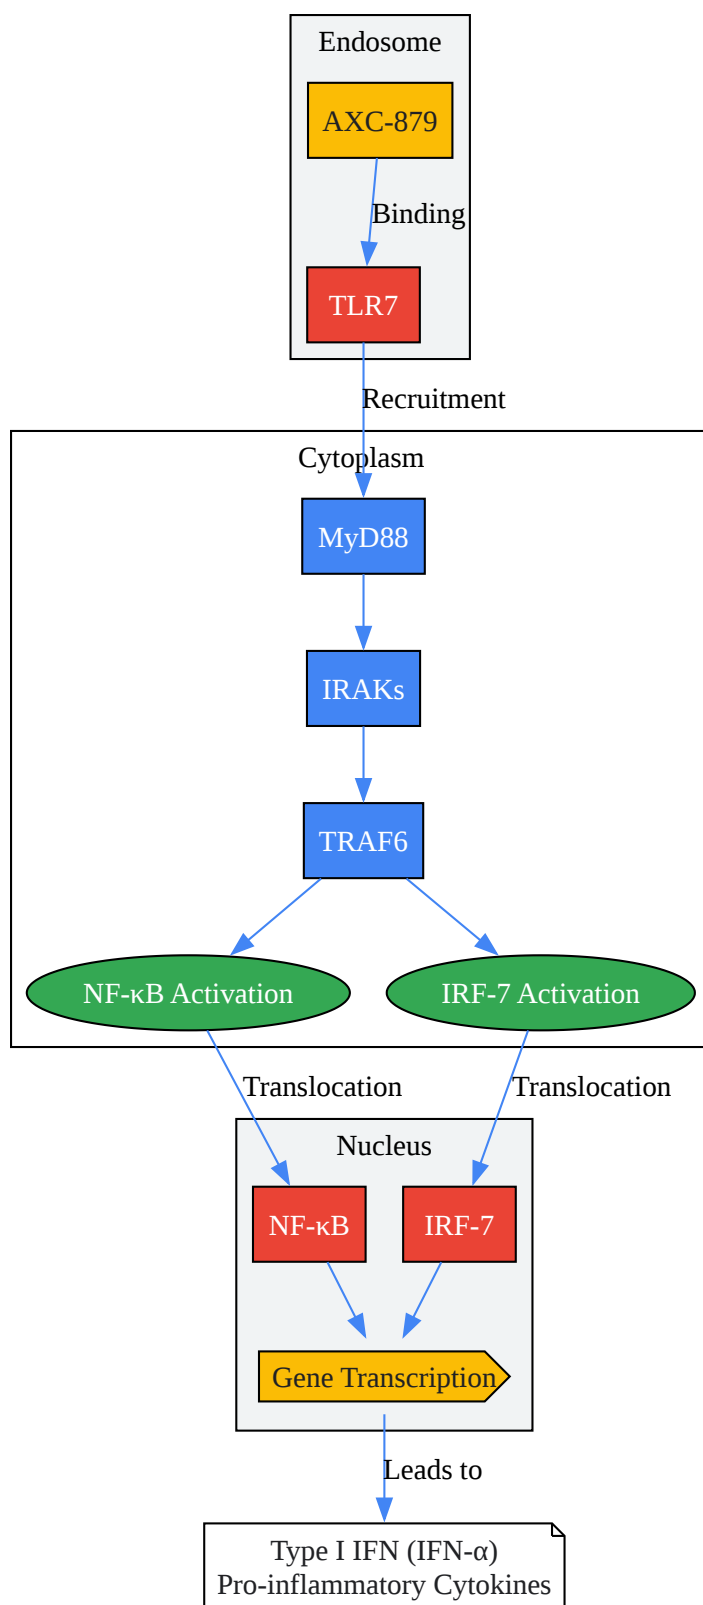 Endosome
AXC-879
Binding
TLR7
Recruitment
Cytoplasm
MyD88
IRAKs
TRAF6
NF-κB Activation
IRF-7 Activation
Translocation
Translocation
Nucleus
NF-κB
IRF-7
Gene Transcription
Leads to
Type I IFN (IFN-α)
Pro-inflammatory Cytokines